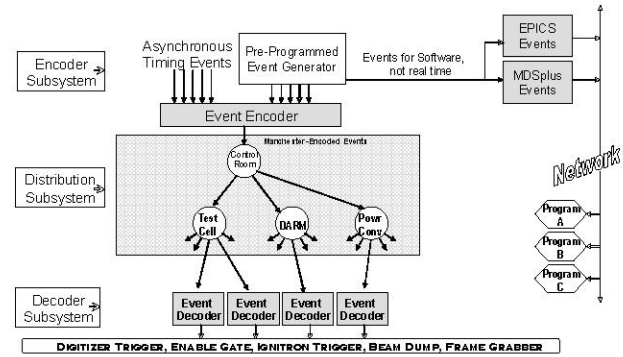 Encoder
Subsystem
Asynchronous
Timing Events
Pre-Programmed
Event Generator
Events for Software,
not real time
EPICS
Events
MDSplus
Events
Event Encoder
Manchester-Encoded Events
Control
Room
Distribution
Subsystem
Test
Cell
DARM
Powr
Conv
Network
Program
A
Program
B
Program
C
Decoder
Subsystem
Event
Decoder
Event
Decoder
Event
Decoder
Event
Decoder
DIGITIZER TRIGGER, ENABLE GATE, IGNITRON TRIGGER, BEAM DUMP, FRAME GRABBER